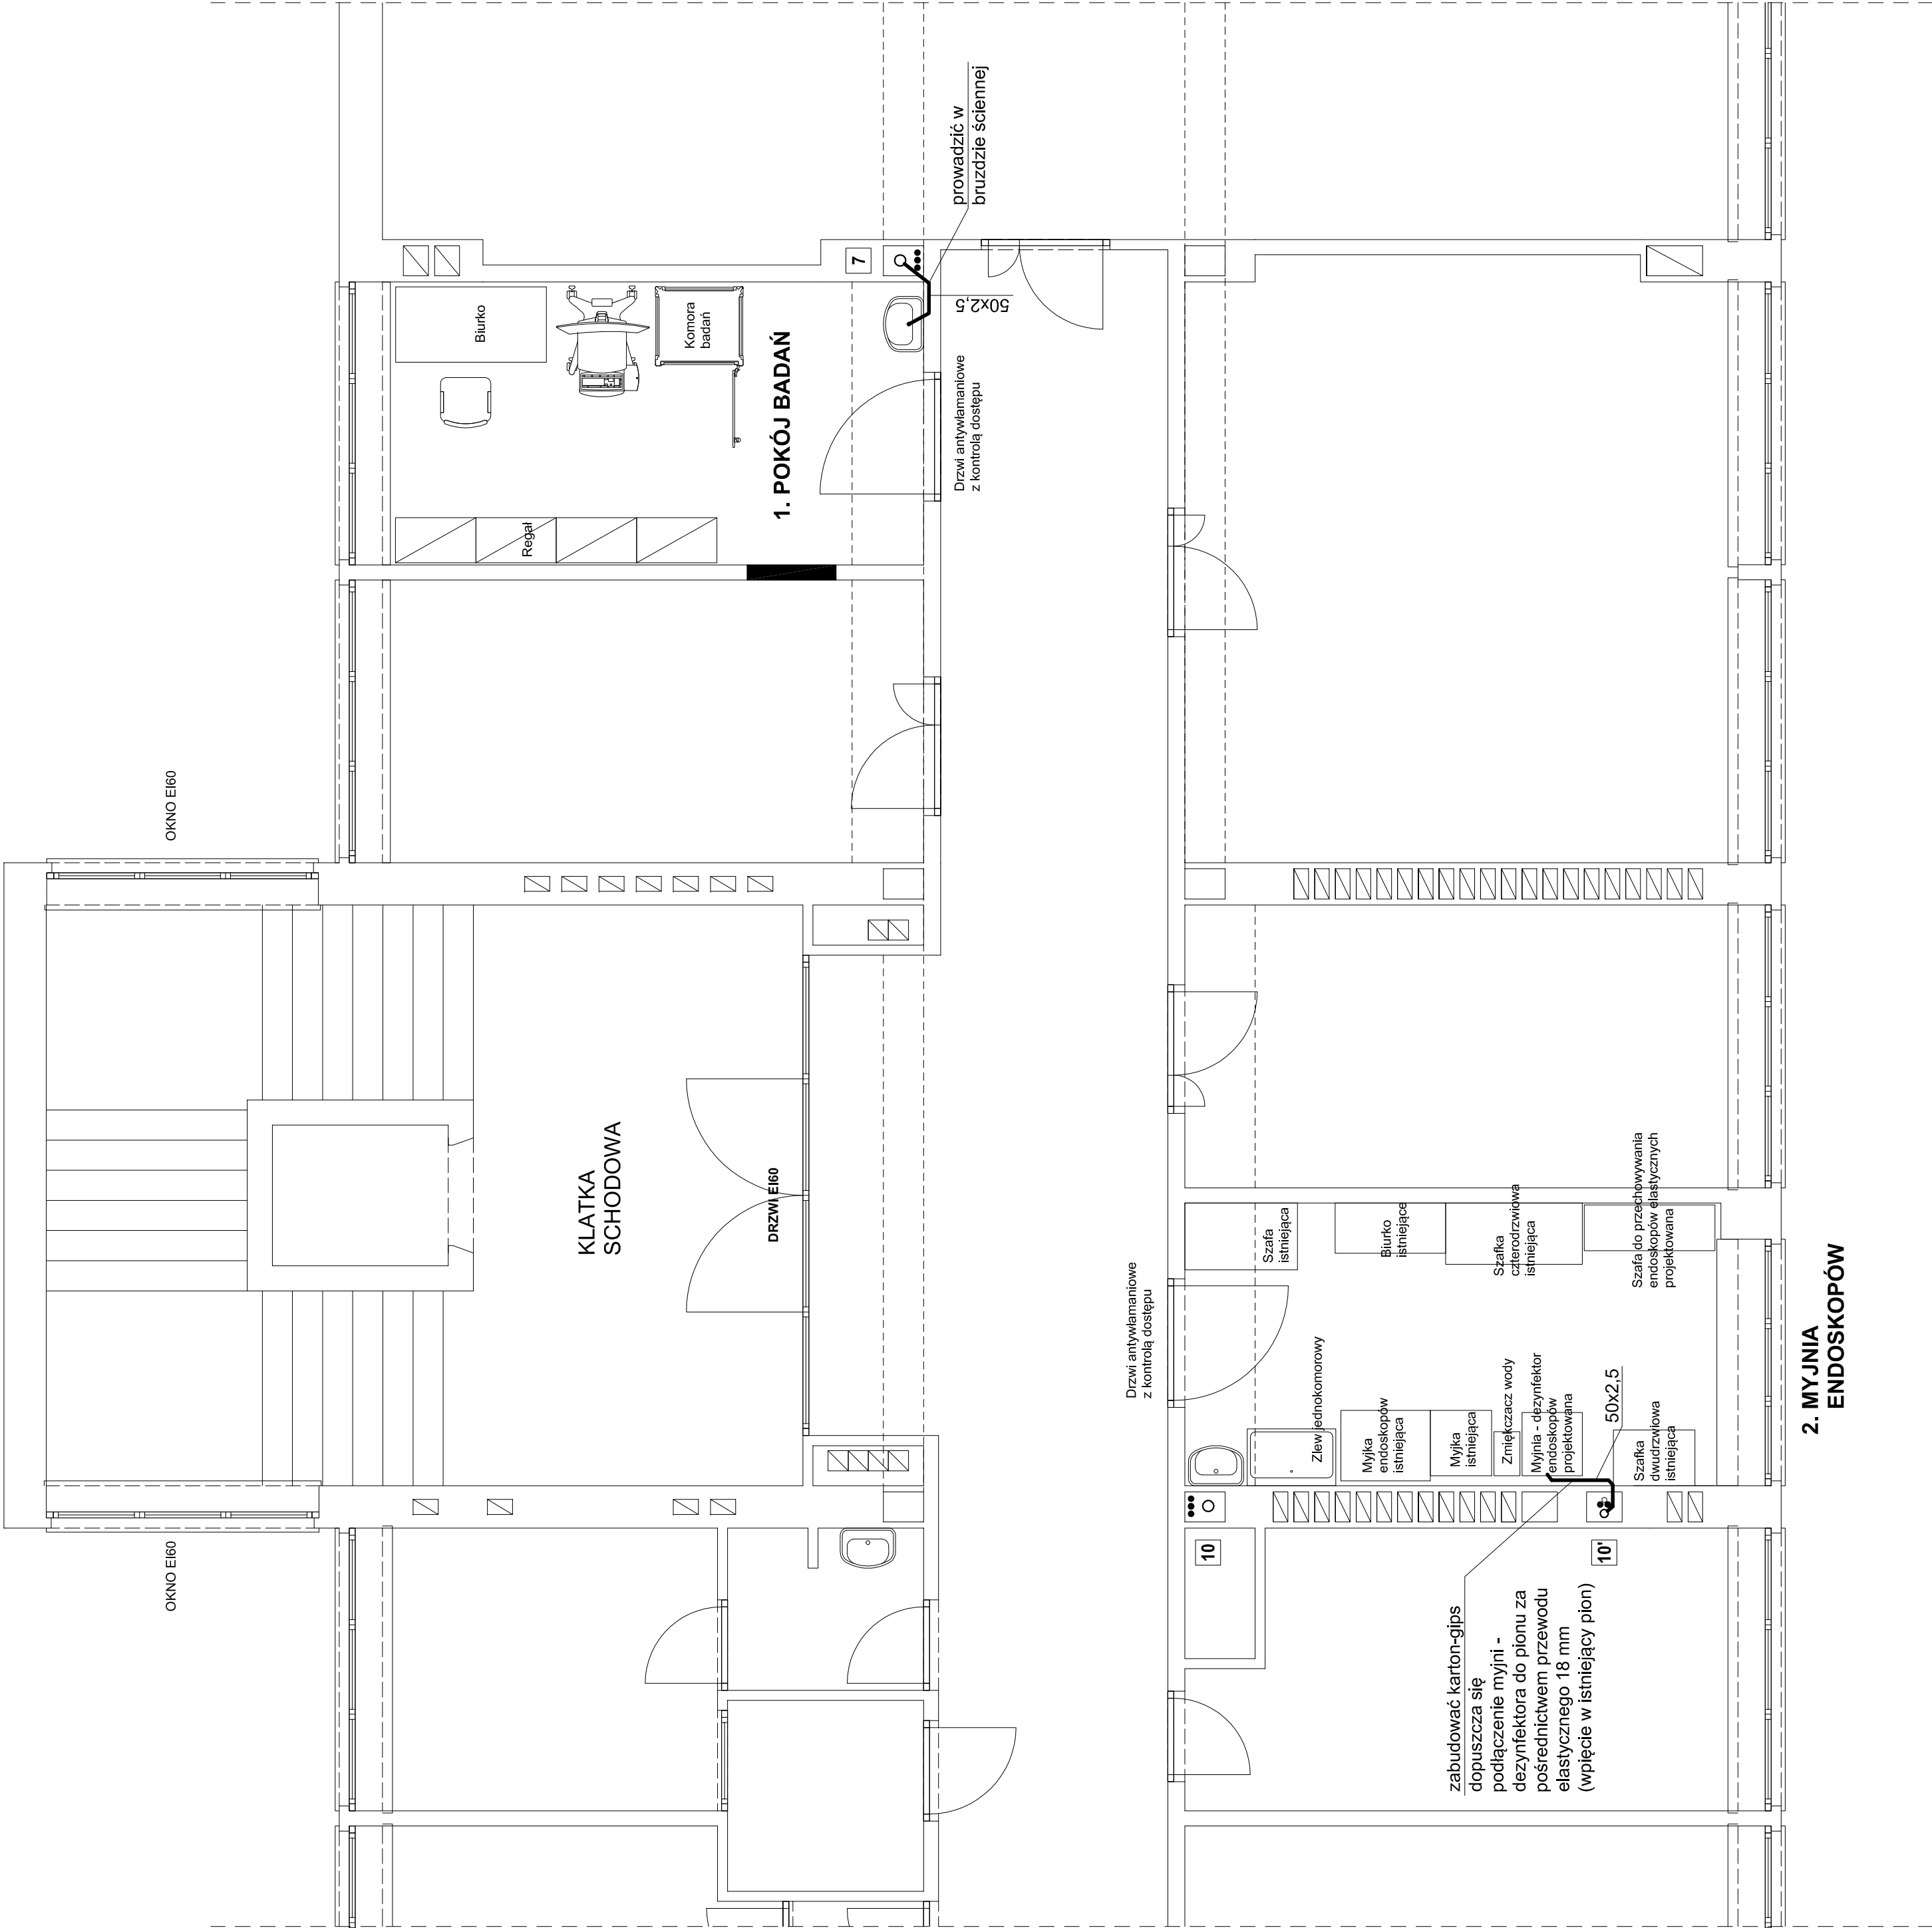 OKNO EI60
OKNO EI60
KLATKA
SCHODOWA
DRZWI EI60
Biurko
Komora
badań
1. POKÓJ BADAŃ
Regał
7
50x2,5
prowadzić w
bruzdzie ściennej
Drzwi antywłamaniowe
z kontrolą dostępu
Drzwi antywłamaniowe
z kontrolą dostępu
Szafa
istniejąca
Biurko
istniejące
Szafka
czterodrzwiowa
istniejąca
Szafa do przechowywania
endoskopów elastycznych
projektowana
Zlew jednokomorowy
Myjka
endoskopów
istniejąca
Myjka
istniejąca
Zmiękczacz wody
Myjnia - dezynfektor
endoskopów
projektowana
50x2,5
Szafka
dwudrzwiowa
istniejąca
10
10'
zabudować karton-gips
dopuszcza się
podłączenie myjni -
dezynfektora do pionu za
pośrednictwem przewodu
elastycznego 18 mm
(wpięcie w istniejący pion)
2. MYJNIA
ENDOSKOPÓW